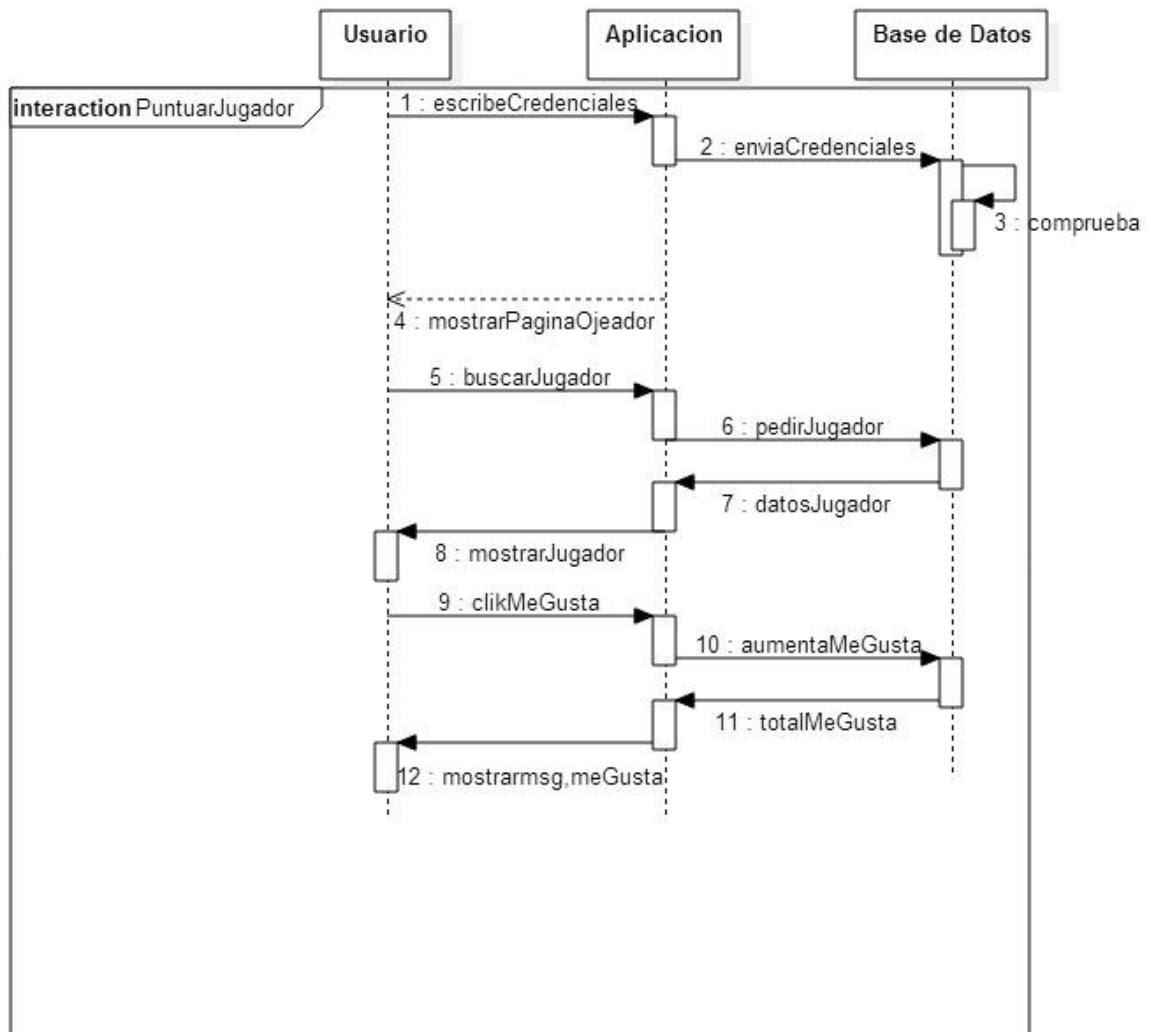 Usuario
Aplicacion
Base de Datos
interaction PuntuarJugador
1 : escribeCredenciales
2 : enviaCredenciales
3 : comprueba
4 : mostrarPaginaOjeador
5 : buscarJugador
6 : pedirJugador
7 : datosJugador
8 : mostrarJugador
9 : clikMeGusta
10 : aumentaMeGusta
11 : totalMeGusta
12 : mostrarmsg,meGusta